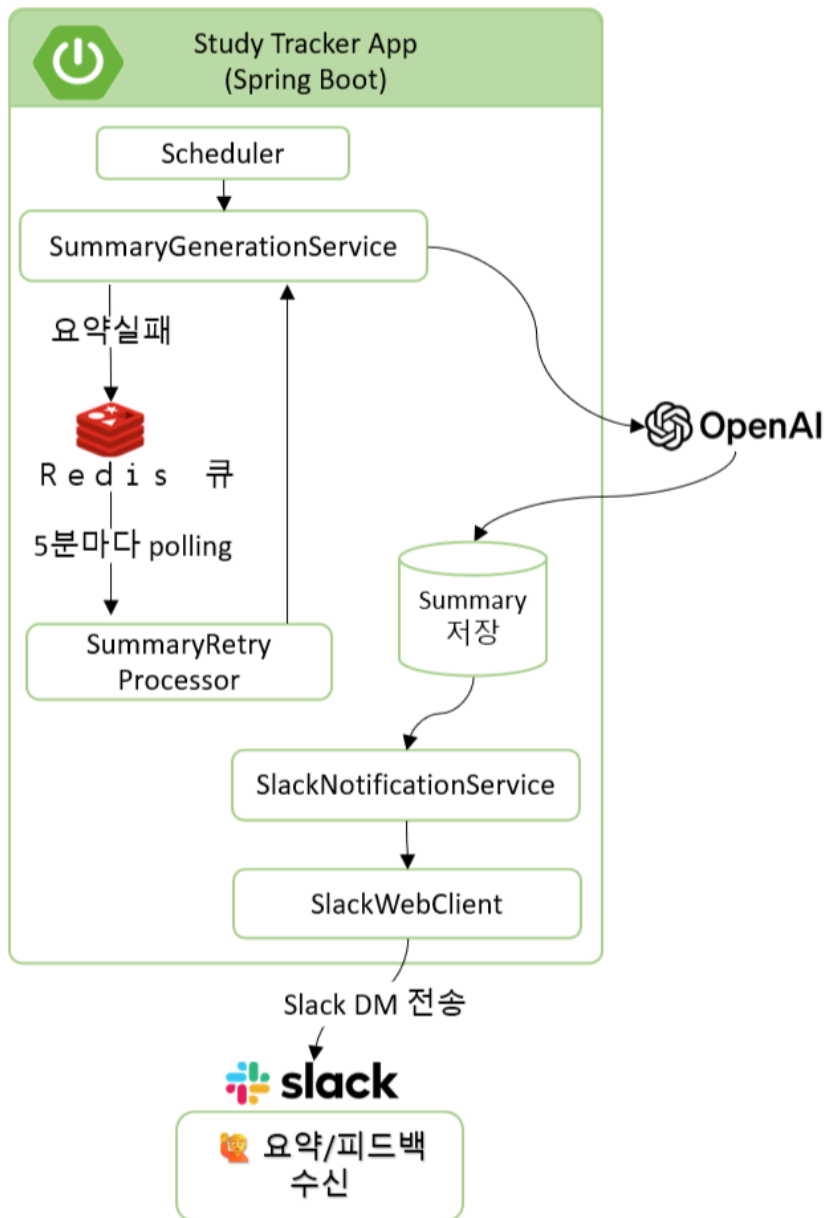 Study Tracker App
(Spring Boot)
Scheduler
SummaryGenerationService
요약실패
Redis 큐
5분마다 polling
SummaryRetry
Processor
OpenAI
Summary
저장
SlackNotificationService
SlackWebClient
Slack DM 전송
slack
요약/피드백
수신